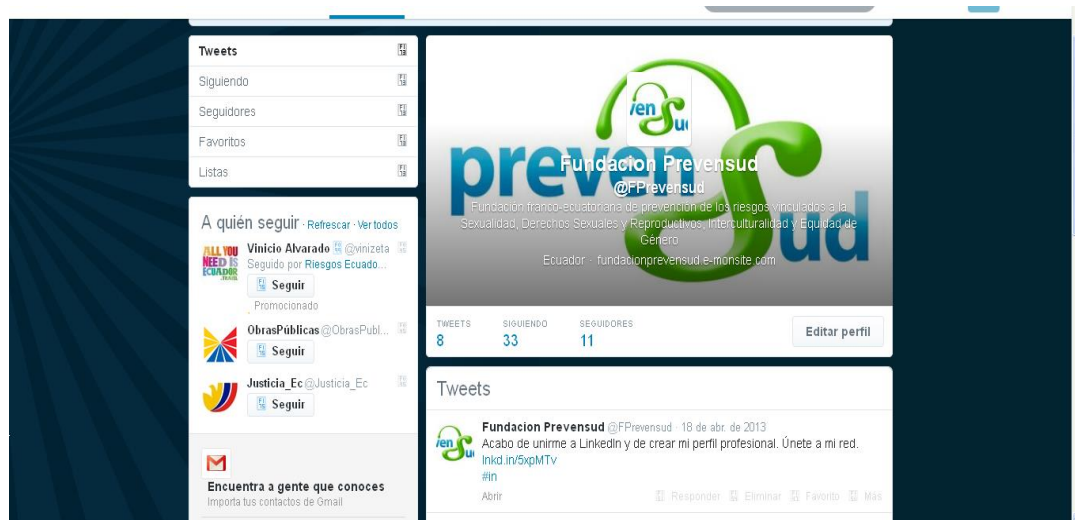 Tweets
Siguiendo
Seguidores
Favoritos
Listas
A quién seguir · Refrescar · Ver todos
ALL YOU
NEED IS
ECUADOR
Vinicio Alvarado @vinizeta
Seguido por Riesgos Ecuado...
Seguir
Promocionado
ObrasPúblicas @ObrasPubl...
Seguir
Justicia_Ec @Justicia_Ec
Seguir
Encuentra a gente que conoces
Importa tus contactos de Gmail
prevenSud
Fundacion Prevensud
@FPrevensud
Fundación franco-ecuatoriana de prevención de los riesgos vinculados a la
Sexualidad, Derechos Sexuales y Reproductivos, Interculturalidad y Equidad de
Género
Ecuador · fundacionprevensud.e-monsite.com
TWEETS SIGUIENDO SEGUIDORES
8 33 11
Editar perfil
Tweets
Fundacion Prevensud @FPrevensud · 18 de abr. de 2013
Acabo de unirme a LinkedIn y de crear mi perfil profesional. Únete a mi red.
lnkd.in/5xpMTv
#in
Abrir Responder Eliminar Favorito Más